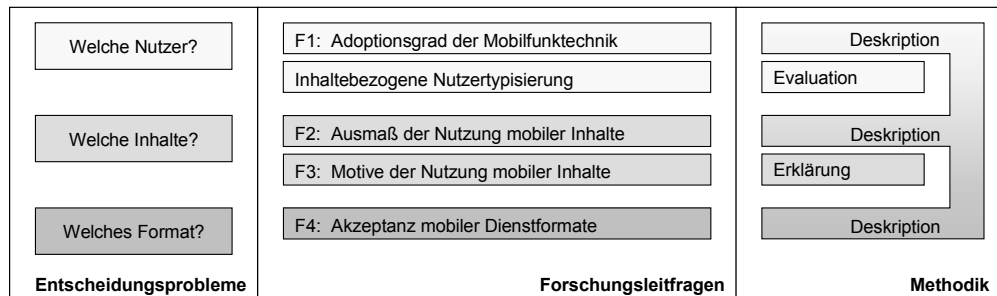 Welche Nutzer?
F1: Adoptionsgrad der Mobilfunktechnik
Deskription
Inhaltebezogene Nutzertypisierung
Evaluation
Welche Inhalte?
F2: Ausmaß der Nutzung mobiler Inhalte
Deskription
F3: Motive der Nutzung mobiler Inhalte
Erklärung
Welches Format?
F4: Akzeptanz mobiler Dienstformate
Deskription
Entscheidungsprobleme
Forschungsleitfragen
Methodik